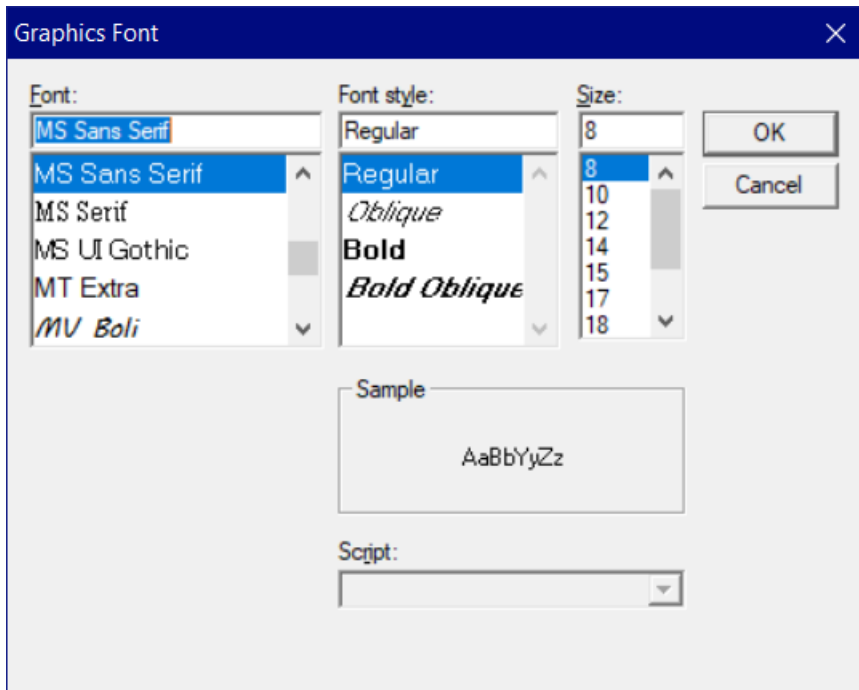 Graphics Font
Font:
MS Sans Serif
MS Sans Serif
MS Serif
MS UI Gothic
MT Extra
MV Boli
Font style:
Regular
Regular
Oblique
Bold
Bold Oblique
Size:
8
8
10
12
14
15
17
18
OK
Cancel
Sample
AaBbYyZz
Script: